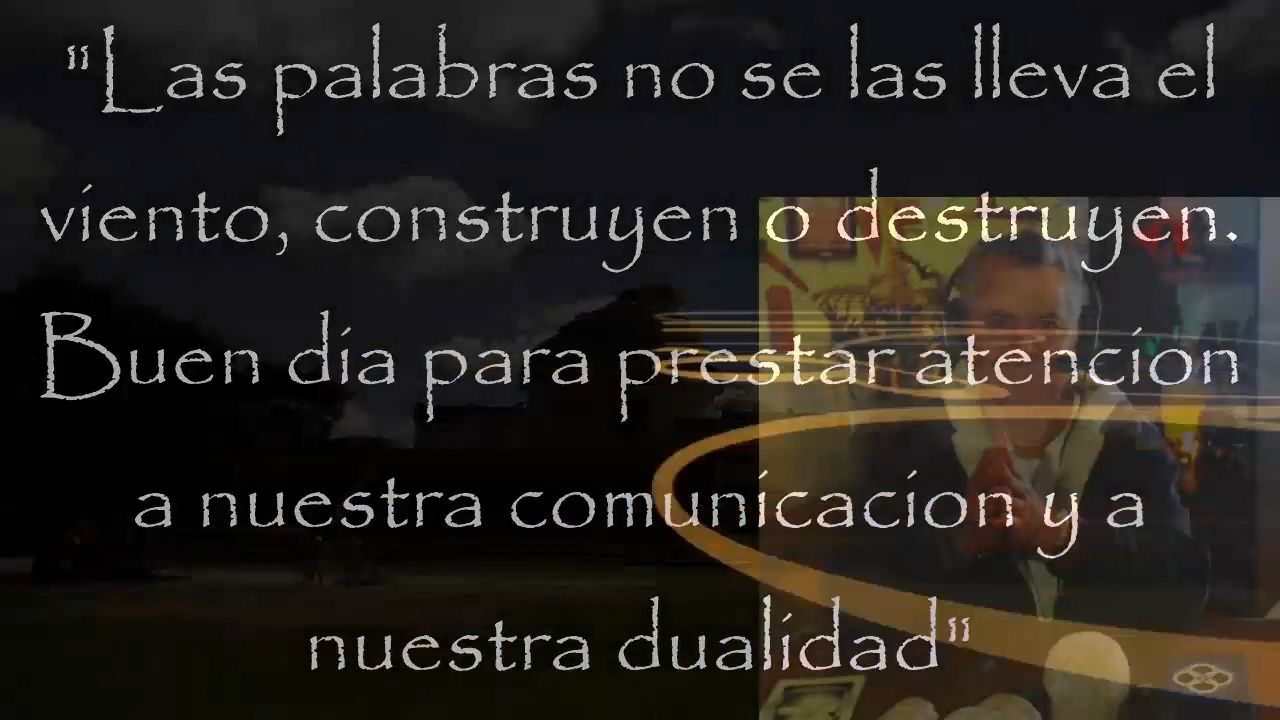 "Las palabras no se las lleva el
viento, construyen o destruyen.
Buen dia para prestar atencion
a nuestra comunicacion y a
nuestra dualidad"